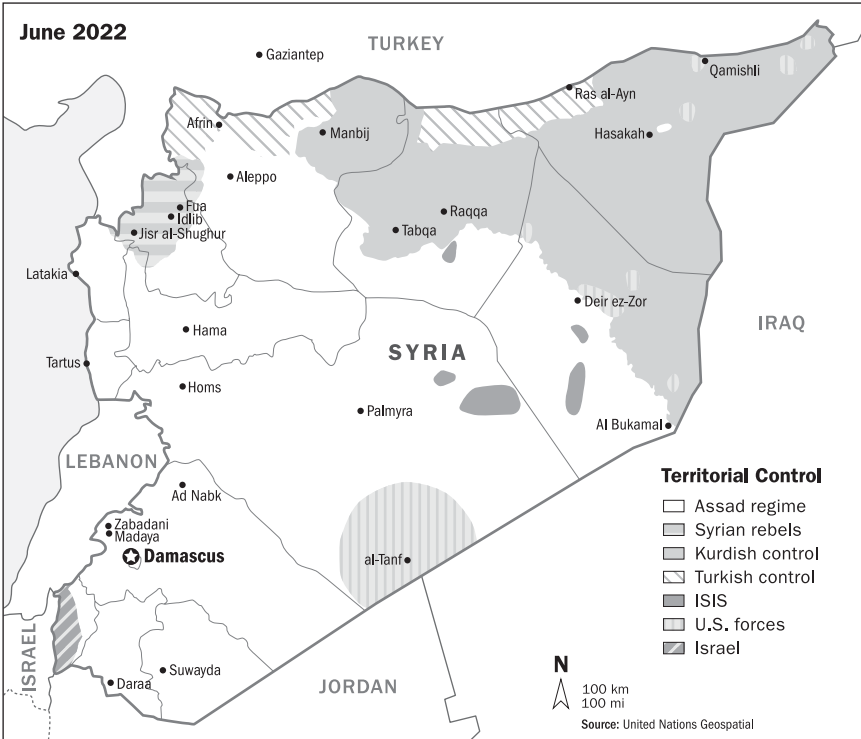 June 2022
TURKEY
Gaziantep
Qamishli
Ras al-Ayn
Afrin
Manbij
Hasakah
Aleppo
Fua
Idlib
Jisr al-Shughur
Raqqa
Tabqa
Latakia
Deir ez-Zor
Hama
IRAQ
SYRIA
Tartus
Homs
Palmyra
Al Bukamal
LEBANON
Ad Nabk
Zabadani
Madaya
Damascus
al-Tanf
ISRAEL
Daraa
Suwayda
JORDAN
Territorial Control
Assad regime
Syrian rebels
Kurdish control
Turkish control
ISIS
U.S. forces
Israel
N
100 km
100 mi
Source: United Nations Geospatial